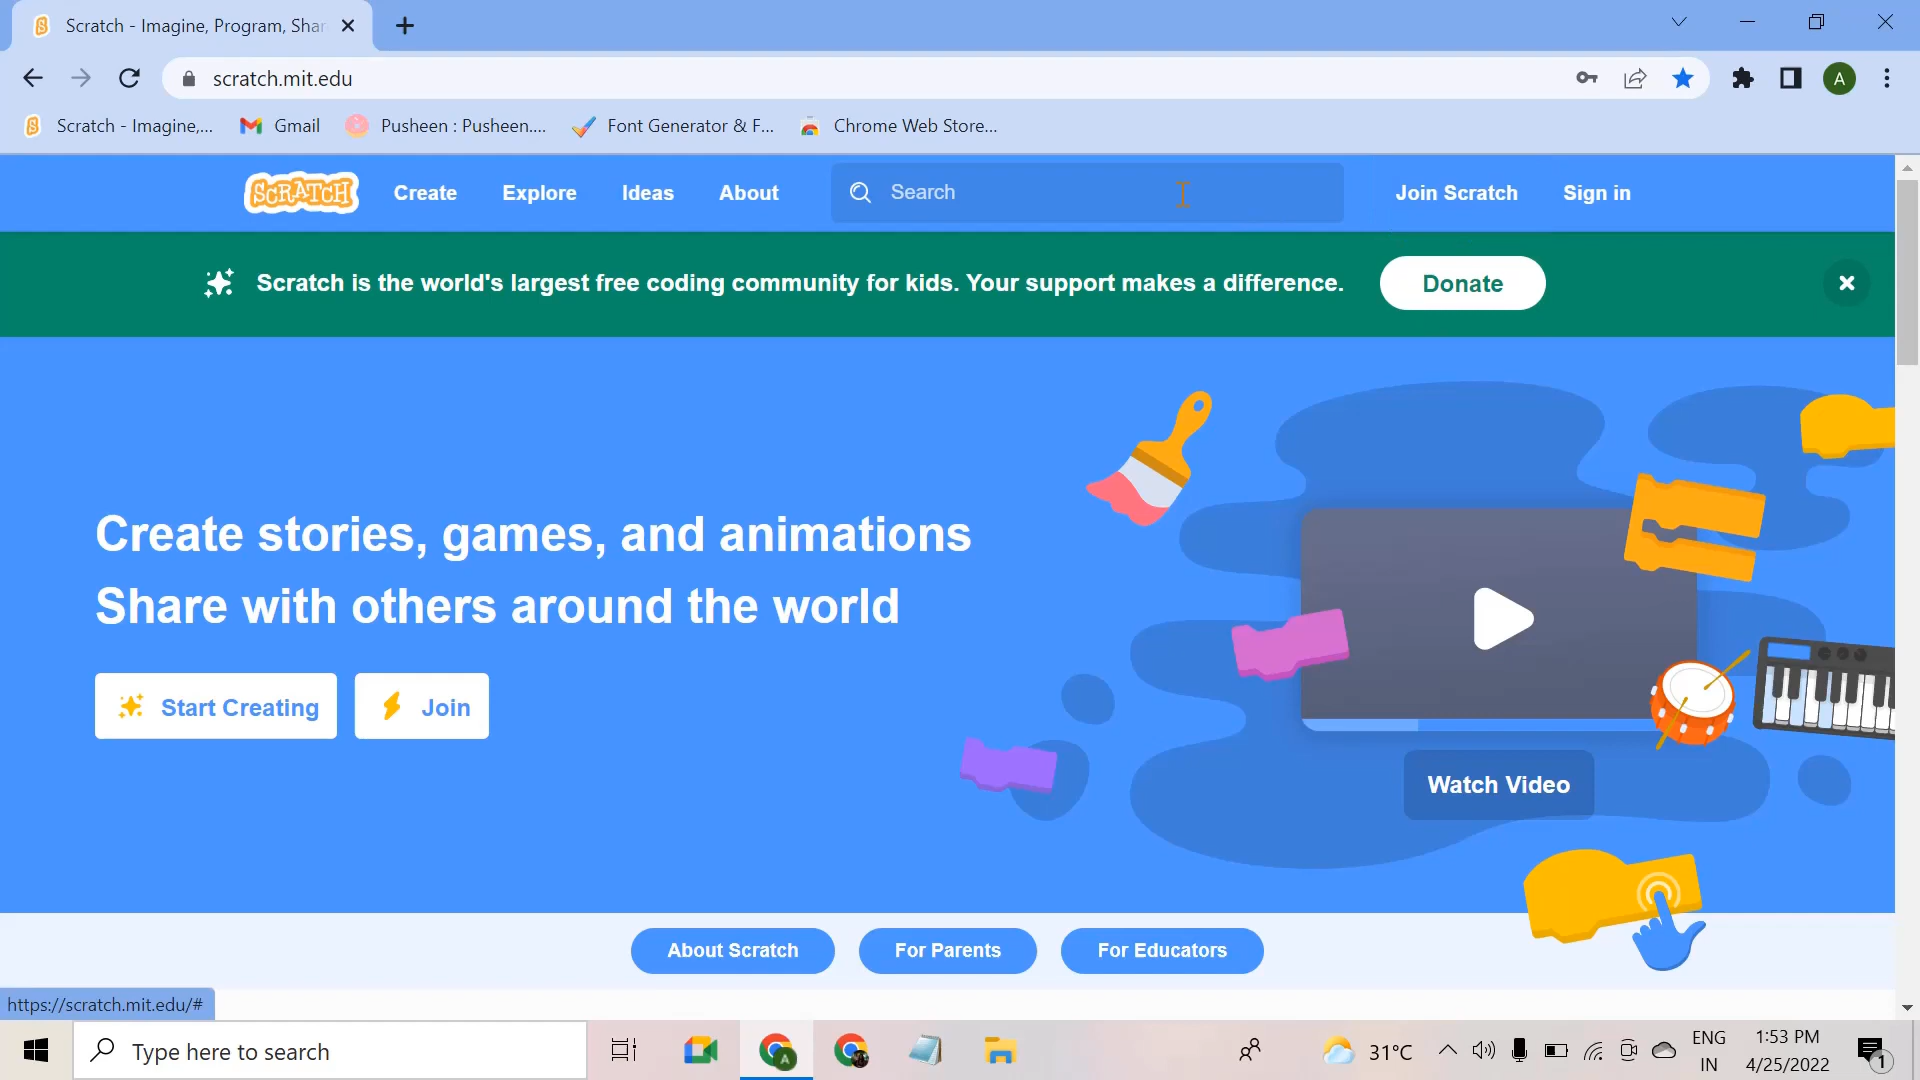 Scratch - Imagine, Program, Shar
scratch.mit.edu
A
Scratch - Imagine,...
Gmail
Pusheen : Pusheen....
Font Generator & F...
Chrome Web Store...
SCRATCH
Create
Explore
Ideas
About
Search
Join Scratch
Sign in
Scratch is the world's largest free coding community for kids. Your support makes a difference.
Donate
Create stories, games, and animations
Share with others around the world
Start Creating
Join
Watch Video
About Scratch
For Parents
For Educators
https://scratch.mit.edu/#
Type here to search
A
31°C
ENG
IN
1:53 PM
4/25/2022
1